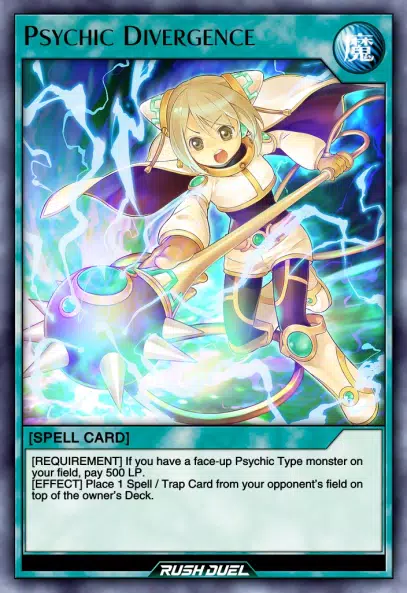 PSYCHIC DIVERGENCE
魔
[SPELL CARD]
[REQUIREMENT] If you have a face-up Psychic Type monster on
your field, pay 500 LP.
[EFFECT] Place 1 Spell / Trap Card from your opponent's field on
top of the owner's Deck.
RUSH DUEL